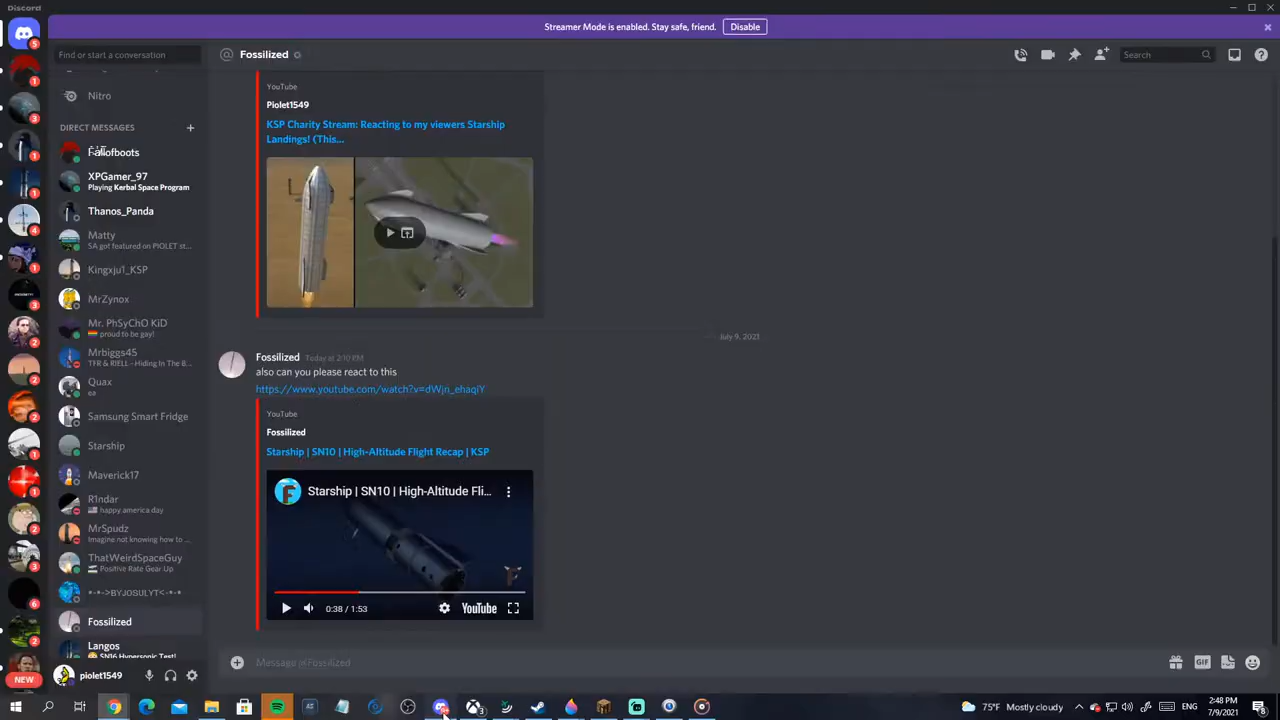 Discord
Streamer Mode is enabled. Stay safe, friend.
Disable
Find or start a conversation
Fossilized
Search
Nitro
DIRECT MESSAGES
XPGamer_97
Playing Kerbal Space Program
Thanos_Panda
Matty
SA got featured on PIOLET st...
MrZynox
Mr. PhSyChO KiD
proud to be gay!
Mrbiggs45
TFR & RIELL - Hiding In The B...
Quax
ea
Samsung Smart Fridge
Starship
Maverick17
R1ndar
happy america day
MrSpudz
Imagine not knowing how to ...
ThatWeirdSpaceGuy
Positive Rate Gear Up
•-•->BYJOSULYT<-•-•
Fossilized
Langos
SN16 Hypersonic Test!
piolet1549
NEW
YouTube
Piolet1549
KSP Charity Stream: Reacting to my viewers Starship
Landings! (This...
July 9, 2021
Fossilized Today at 2:10 PM
also can you please react to this
https://www.youtube.com/watch?v=dWjn_ehaqiY
YouTube
Fossilized
Starship | SN10 | High-Altitude Flight Recap | KSP
Starship | SN10 | High-Altitude Fli...
0:38 / 1:53
YouTube
Message @Fossilized
GIF
75°F Mostly cloudy
ENG
2:48 PM
7/9/2021